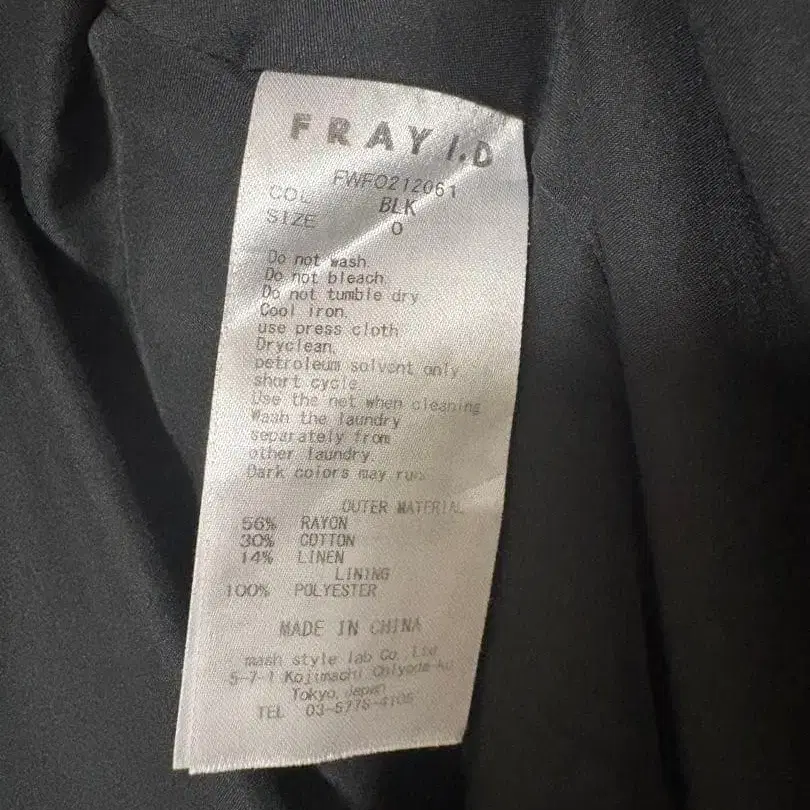 FRAY I.D
FWFO212061
COL BLK
SIZE 0
Do not wash.
Do not bleach.
Do not tumble dry
Cool iron.
use press cloth
Dryclean.
petroleum solvent only
short cycle.
Use the net when cleaning
Wash the laundry
separately from
other laundry.
Dark colors may run.
OUTER MATERIAL
56% RAYON
30% COTTON
14% LINEN
LINING
100% POLYESTER
MADE IN CHINA
mash style lab Co.,Ltd
5-7-1 Kojimachi Chiyoda-ku
Tokyo, Japan
TEL 03-5778-4105